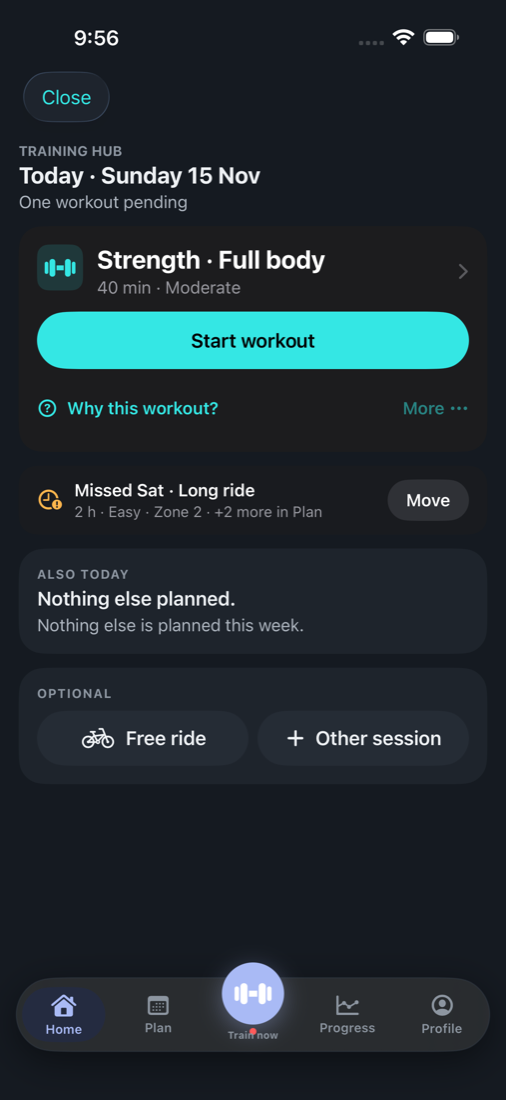 9:56
Close
TRAINING HUB
Today · Sunday 15 Nov
One workout pending
Strength · Full body
40 min · Moderate
Start workout
Why this workout?
More ···
Missed Sat · Long ride
2 h · Easy · Zone 2 · +2 more in Plan
Move
ALSO TODAY
Nothing else planned.
Nothing else is planned this week.
OPTIONAL
Free ride
+ Other session
Home
Plan
Train now
Progress
Profile